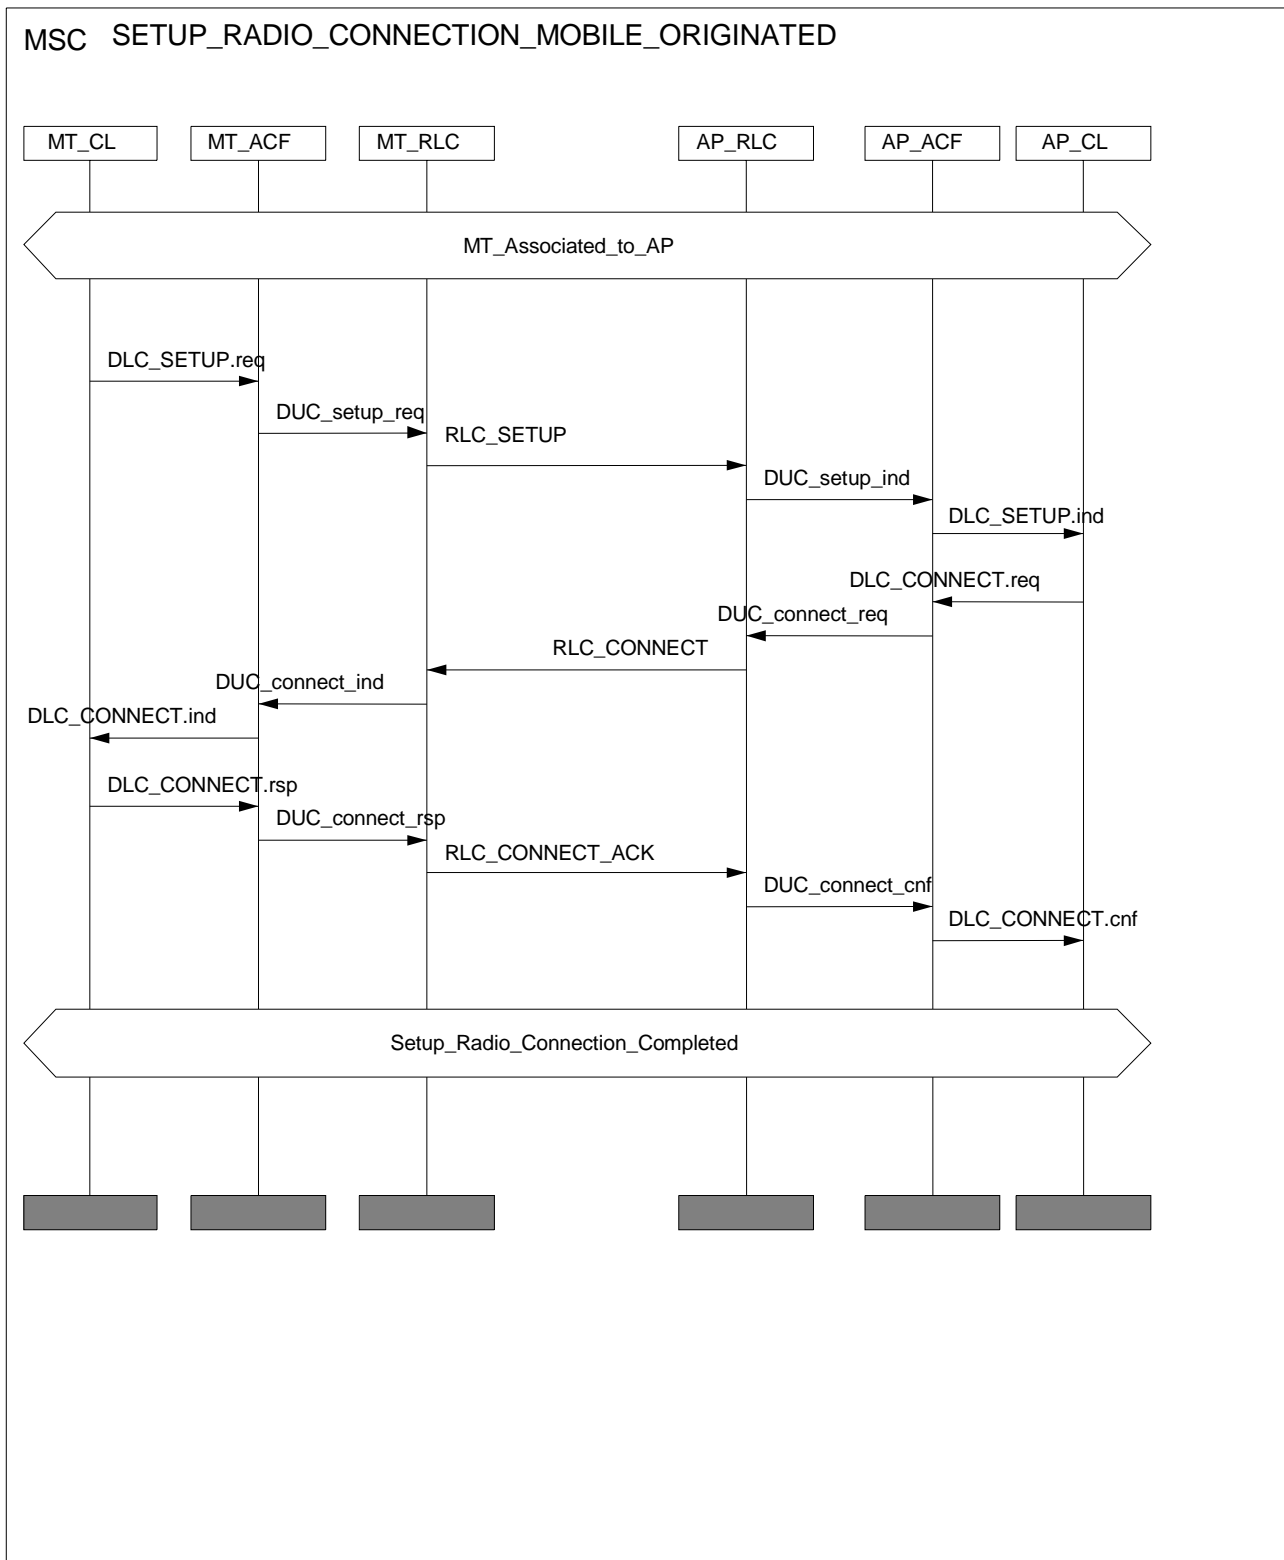 MSC SETUP_RADIO_CONNECTION_MOBILE_ORIGINATED
MT_CL MT_ACF MT_RLC AP_RLC AP_ACF AP_CL
MT_Associated_to_AP
DLC_SETUP.req
DUC_setup_req
RLC_SETUP
DUC_setup_ind
DLC_SETUP.ind
DLC_CONNECT.req
DUC_connect_req
RLC_CONNECT
DUC_connect_ind
DLC_CONNECT.ind
DLC_CONNECT.rsp
DUC_connect_rsp
RLC_CONNECT_ACK
DUC_connect_cnf
DLC_CONNECT.cnf
Setup_Radio_Connection_Completed